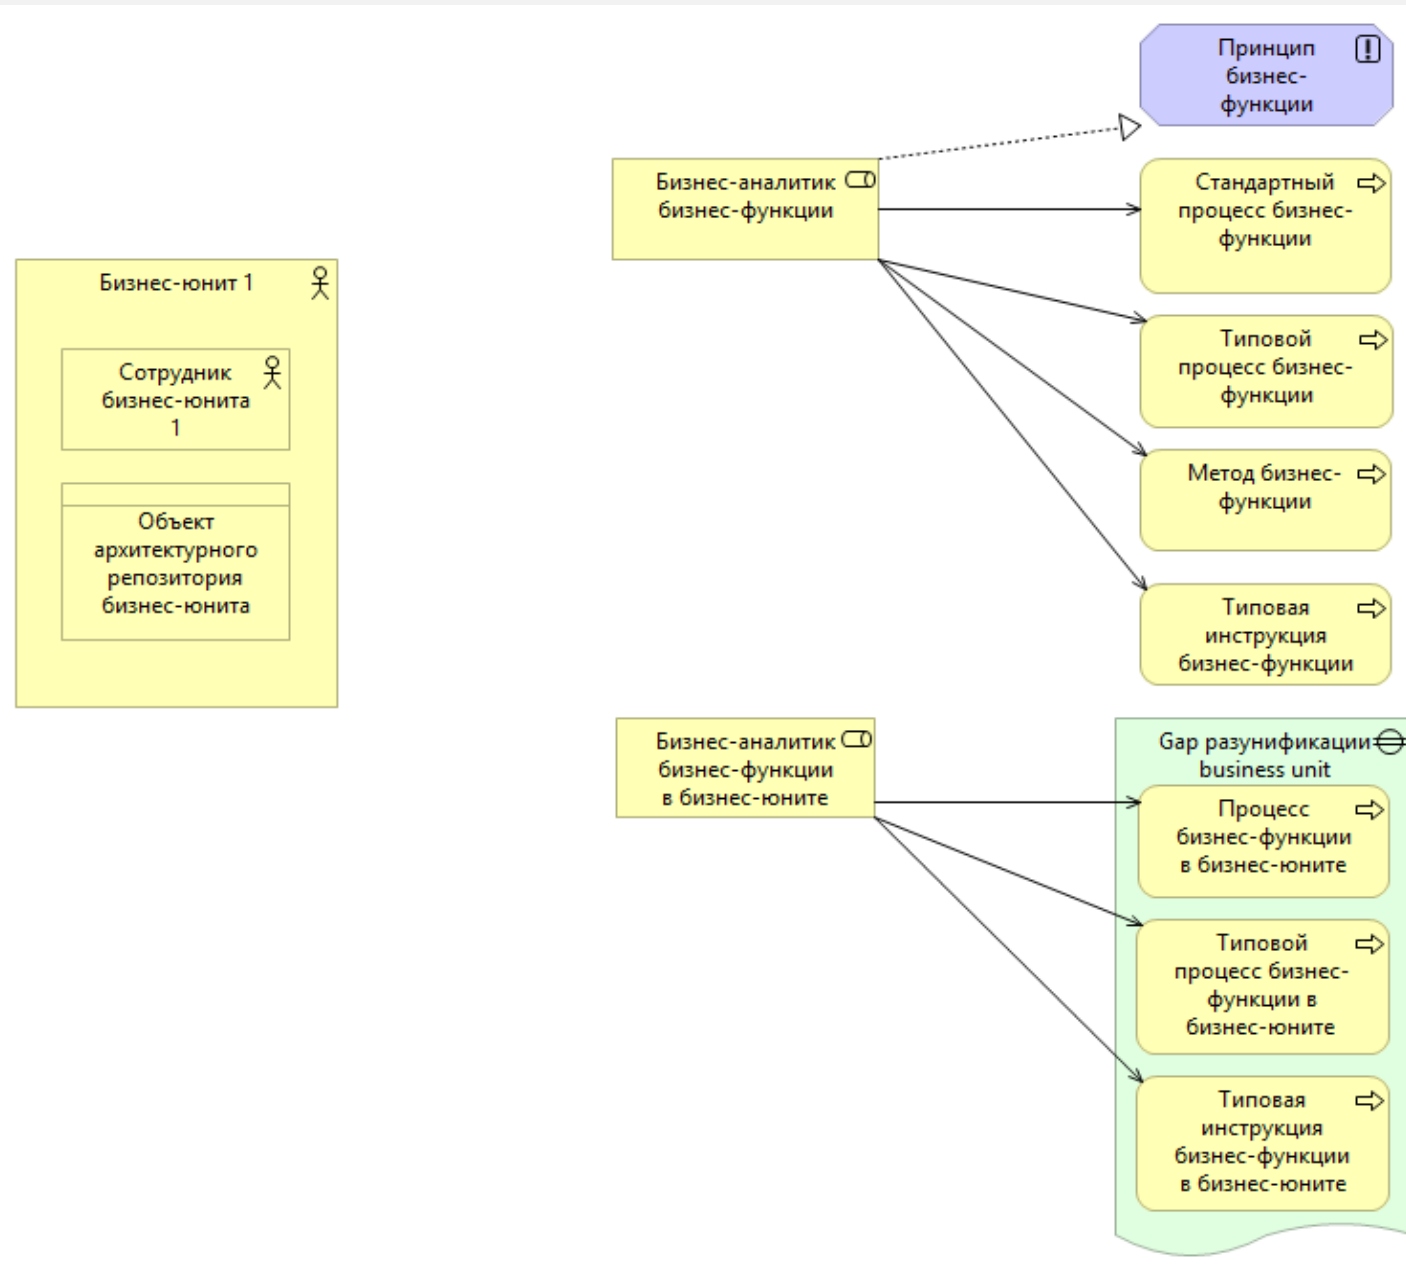 Принцип
бизнес-
функции
Бизнес-аналитик
бизнес-функции
Стандартный
процесс бизнес-
функции
Бизнес-юнит 1
Сотрудник
бизнес-юнита
1
Объект
архитектурного
репозитория
бизнес-юнита
Типовой
процесс бизнес-
функции
Метод бизнес-
функции
Типовая
инструкция
бизнес-функции
Бизнес-аналитик
бизнес-функции
в бизнес-юните
Gap разунификации
business unit
Процесс
бизнес-функции
в бизнес-юните
Типовой
процесс бизнес-
функции в
бизнес-юните
Типовая
инструкция
бизнес-функции
в бизнес-юните